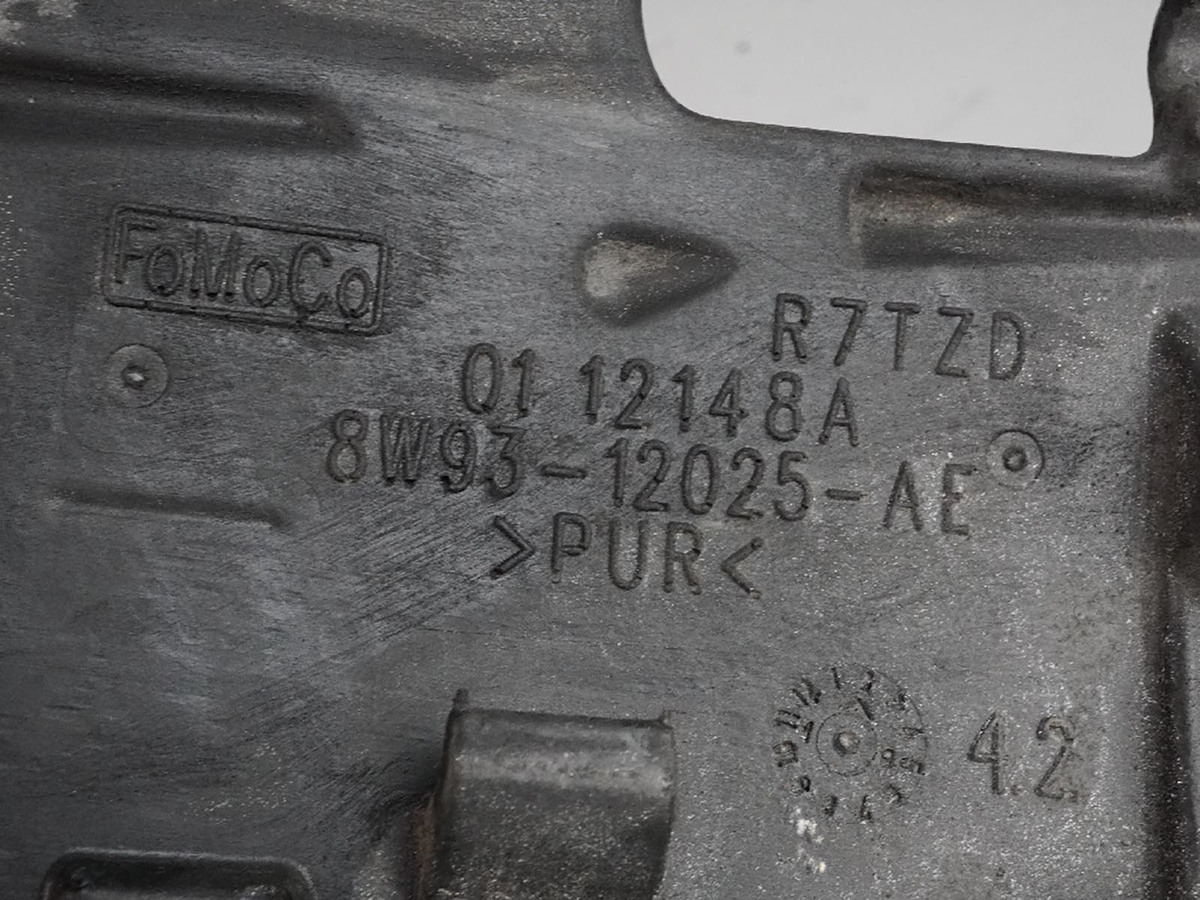 FoMoCo
R7TZD
01 12148A
8W93-12025-AE
>PUR<
4.2